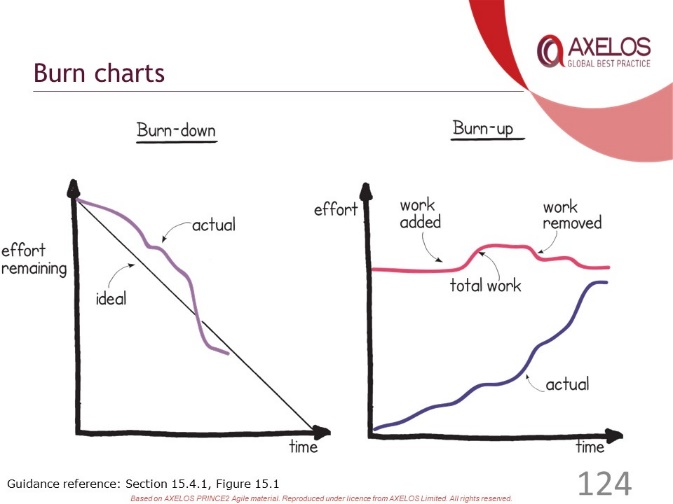 AXELOS
GLOBAL BEST PRACTICE
Burn charts
Burn-down
actual
effort
remaining
ideal
time
Burn-up
effort
work
added
work
removed
total work
actual
time
Guidance reference: Section 15.4.1, Figure 15.1
124
Based on AXELOS PRINCE2 Agile material. Reproduced under licence from AXELOS Limited. All rights reserved.